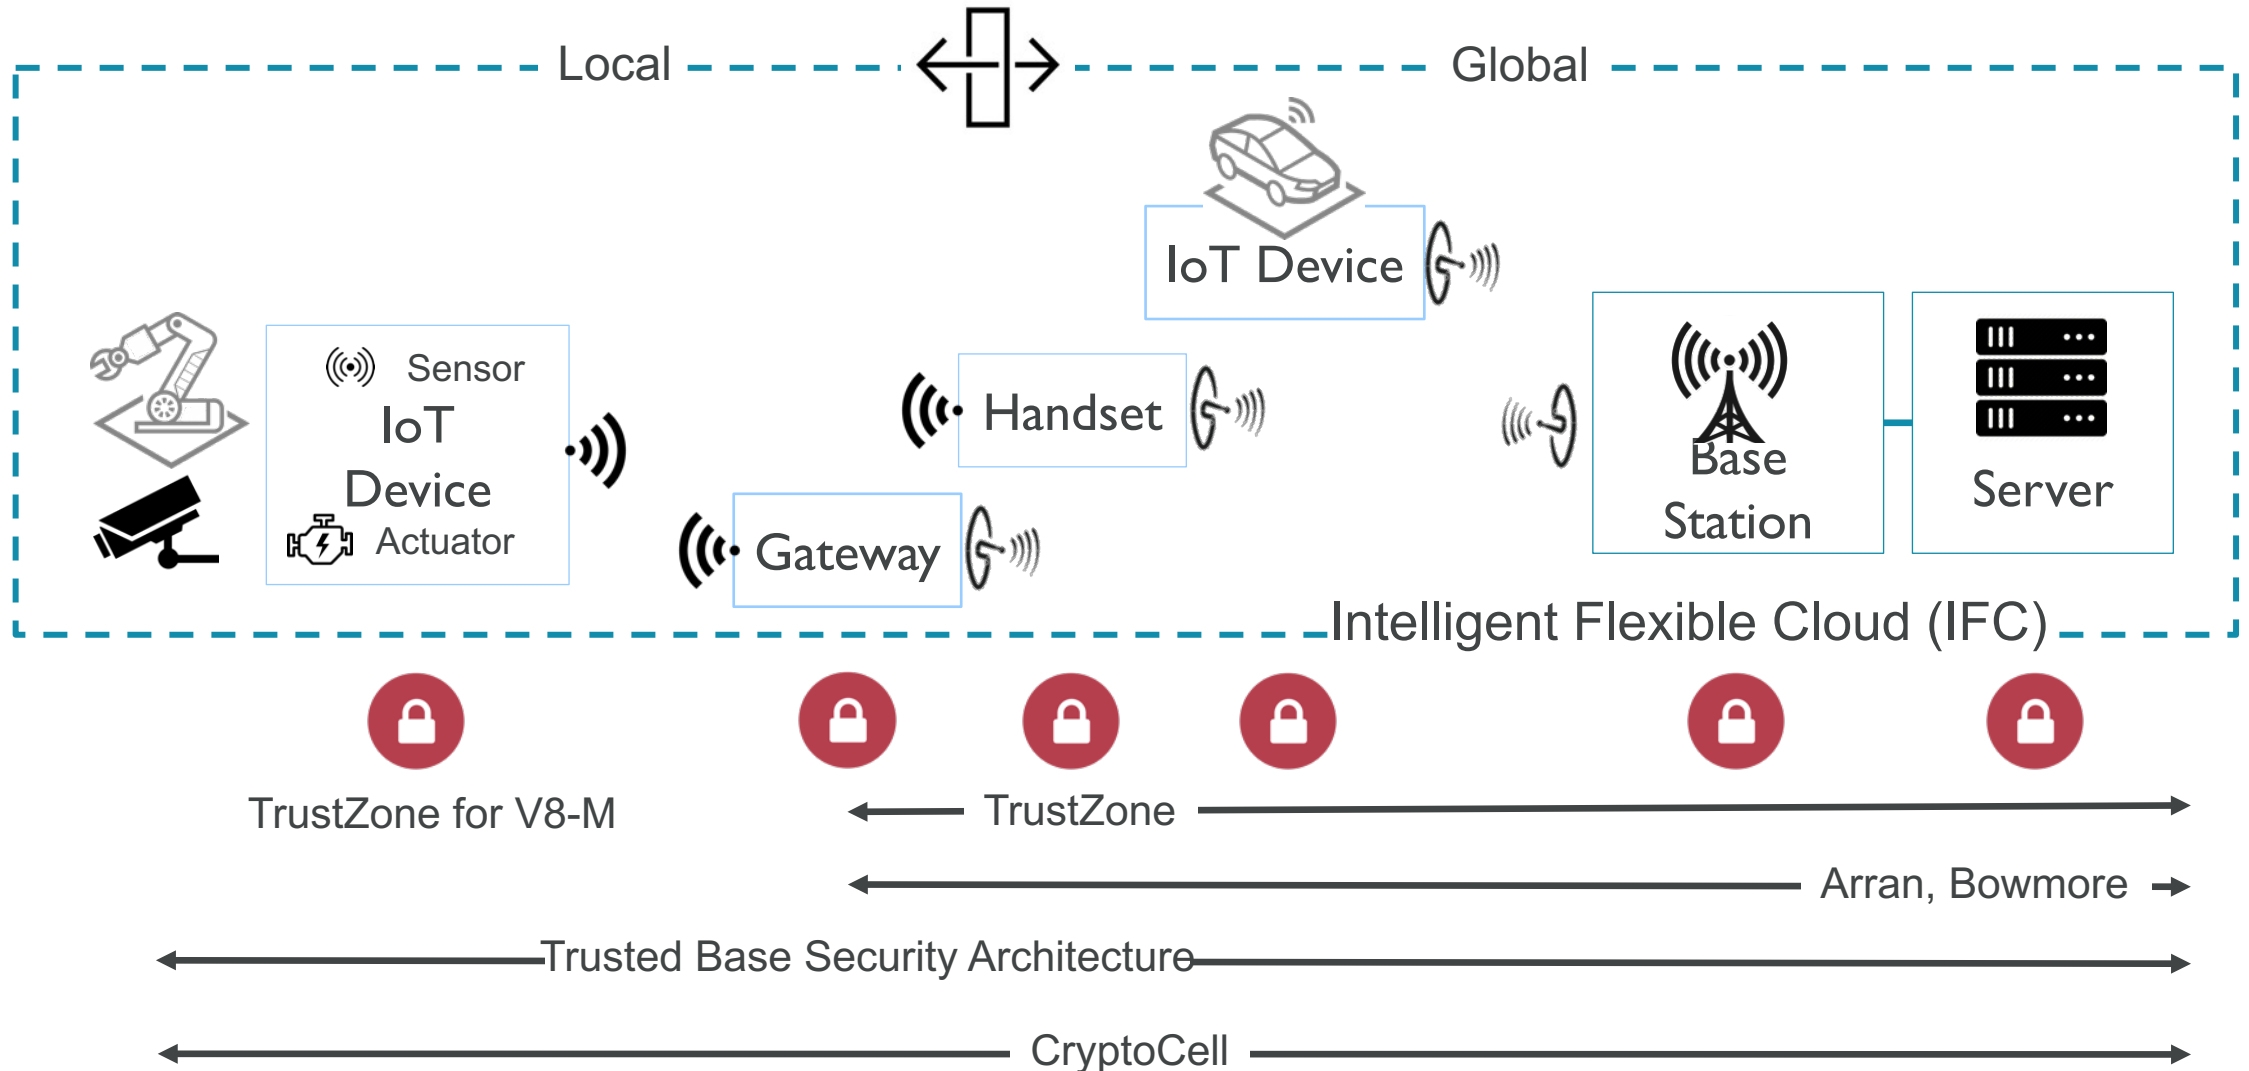 Local
Global
IoT Device
Sensor
IoT
Device
Actuator
Handset
Gateway
Base
Station
Server
Intelligent Flexible Cloud (IFC)
TrustZone for V8-M
TrustZone
Arran, Bowmore
Trusted Base Security Architecture
CryptoCell